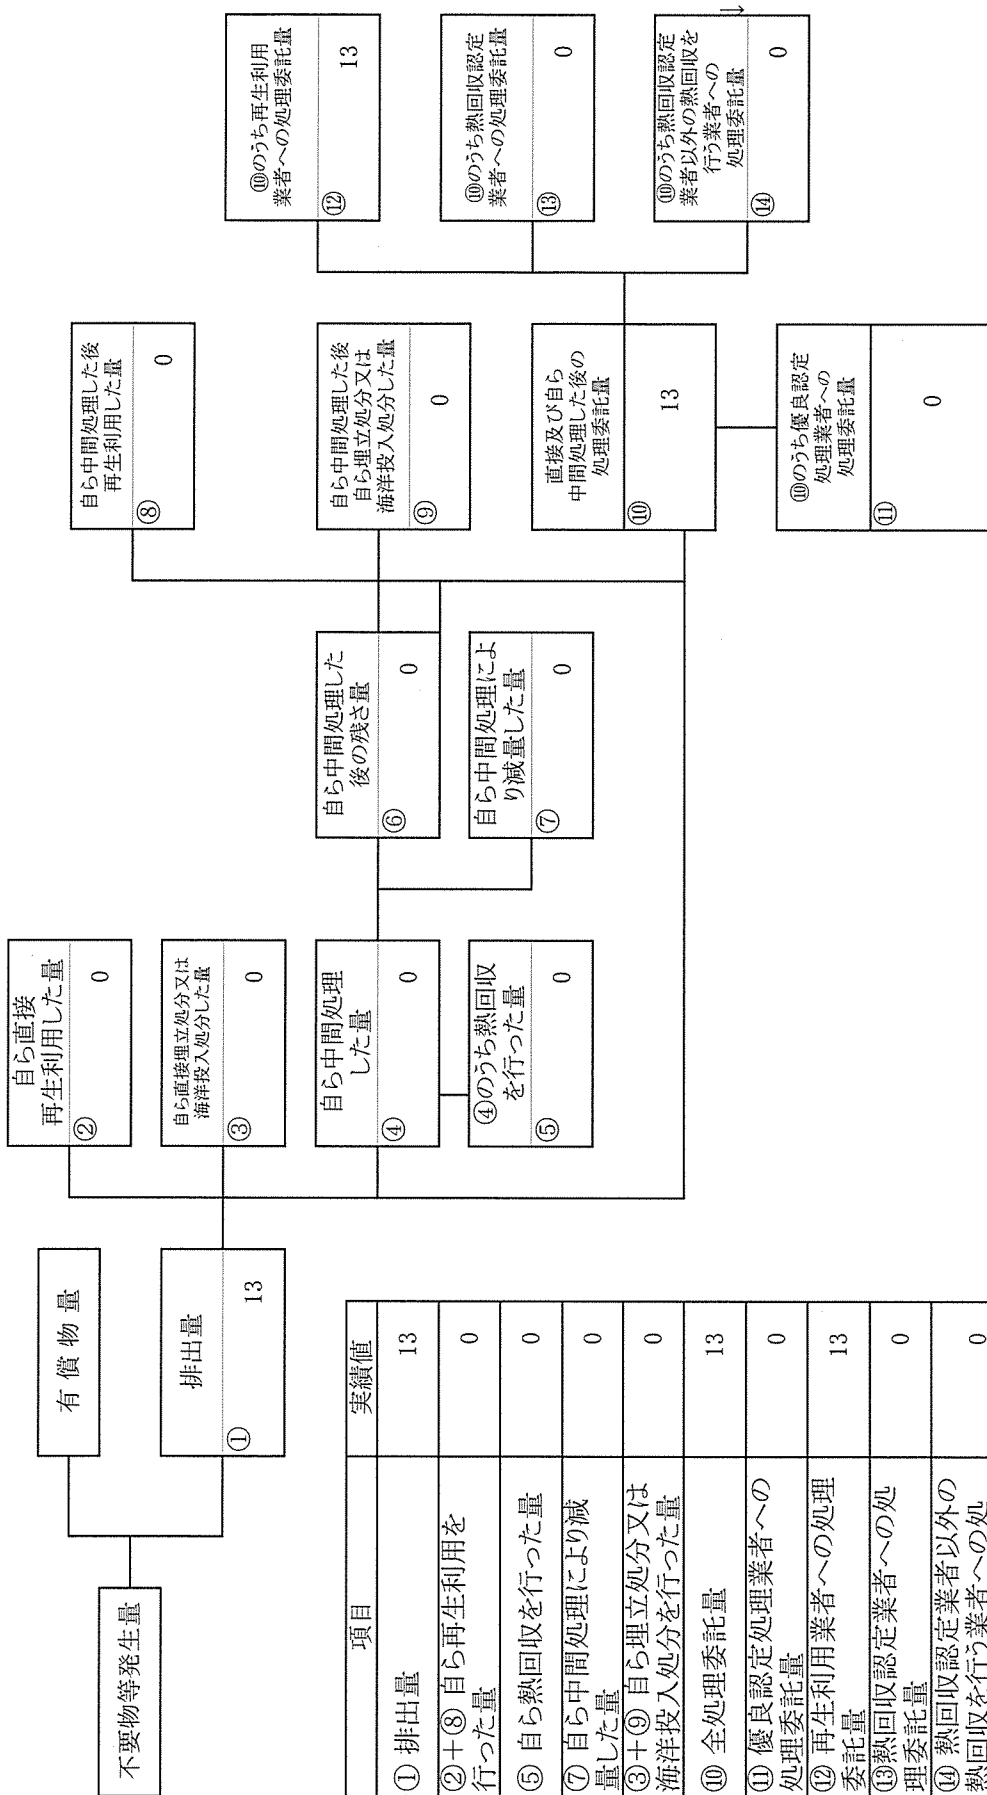 不要物等発生量
有償物量
排出量
① 13
自ら直接
再生利用した量
② 0
自ら直接埋立処分又は
海洋投入処分した量
③ 0
自ら中間処理
した量
④ 0
④のうち熱回収
を行った量
⑤ 0
自ら中間処理した
後の残さ量
⑥ 0
自ら中間処理によ
り減量した量
⑦ 0
自ら中間処理した後
再生利用した量
⑧ 0
自ら中間処理した後
自ら埋立処分又は
海洋投入処分した量
⑨ 0
直接及び自ら
中間処理した後の
処理委託量
⑩ 13
⑩のうち優良認定
処理業者への
処理委託量
⑪ 0
⑩のうち再生利用
業者への処理委託量
⑫ 13
⑩のうち熱回収認定
業者への処理委託量
⑬ 0
⑩のうち熱回収認定
業者以外の熱回収を
行う業者への
処理委託量
⑭ 0
項目 実績値
① 排出量 13
②+⑧ 自ら再生利用を
行った量 0
⑤ 自ら熱回収を行った量 0
⑦ 自ら中間処理により減
量した量 0
③+⑨ 自ら埋立処分又は
海洋投入処分を行った量 0
⑩ 全処理委託量 13
⑪ 優良認定処理業者への
処理委託量 0
⑫ 再生利用業者への処理
委託量 13
⑬熱回収認定業者への処
理委託量 0
⑭ 熱回収認定業者以外の
熱回収を行う業者への処 0